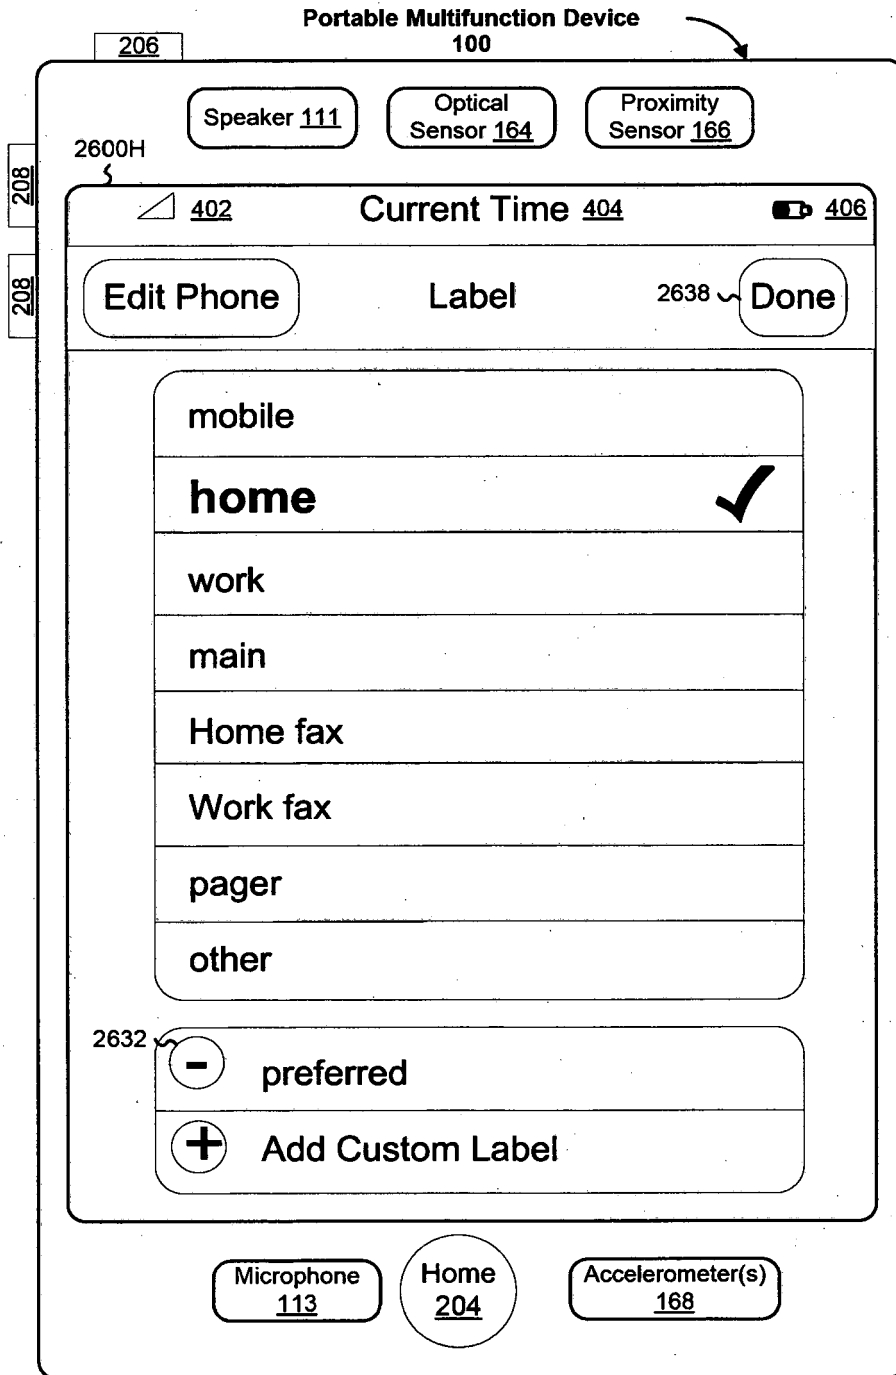 Portable Multifunction Device
100
206
Speaker 111
Optical
Sensor 164
Proximity
Sensor 166
2600H
208
402
Current Time 404
406
208
Edit Phone
Label
2638
Done
mobile
home
work
main
Home fax
Work fax
pager
other
2632
- preferred
+ Add Custom Label
Microphone
113
Home
204
Accelerometer(s)
168